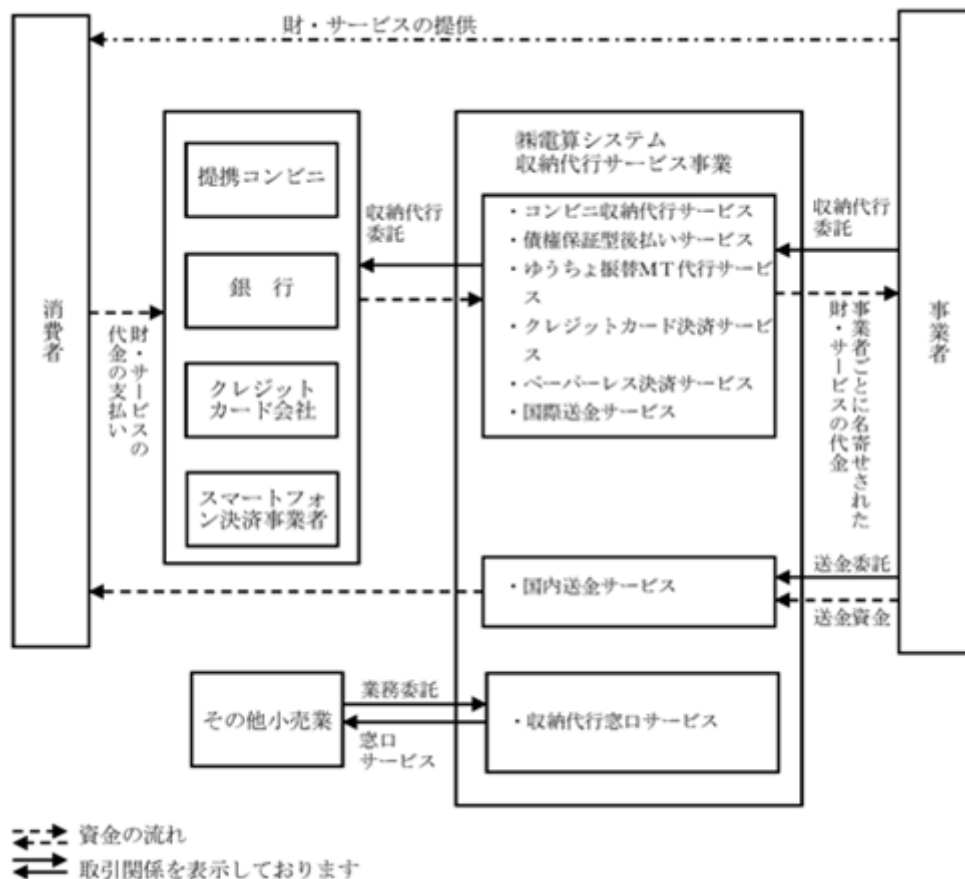 財・サービスの提供
消費者
財・サービスの
代金の支払い
提携コンビニ
銀　行
クレジット
カード会社
スマートフォ
ン決済事業者
収納代行
委託
㈱電算システム
収納代行サービス事業
・コンビニ収納代行サービス
・債権保証型後払いサービス
・ゆうちょ振替MT代行サービ
ス
・クレジットカード決済サービ
ス
・ペーパーレス決済サービス
・国際送金サービス
収納代行
委託
事業者ごとに名寄せされた
財・サービスの代金
事業者
・国内送金サービス
送金委託
送金資金
その他小売業
業務委託
窓口
サービス
・収納代行窓口サービス
資金の流れ
取引関係を表示しております